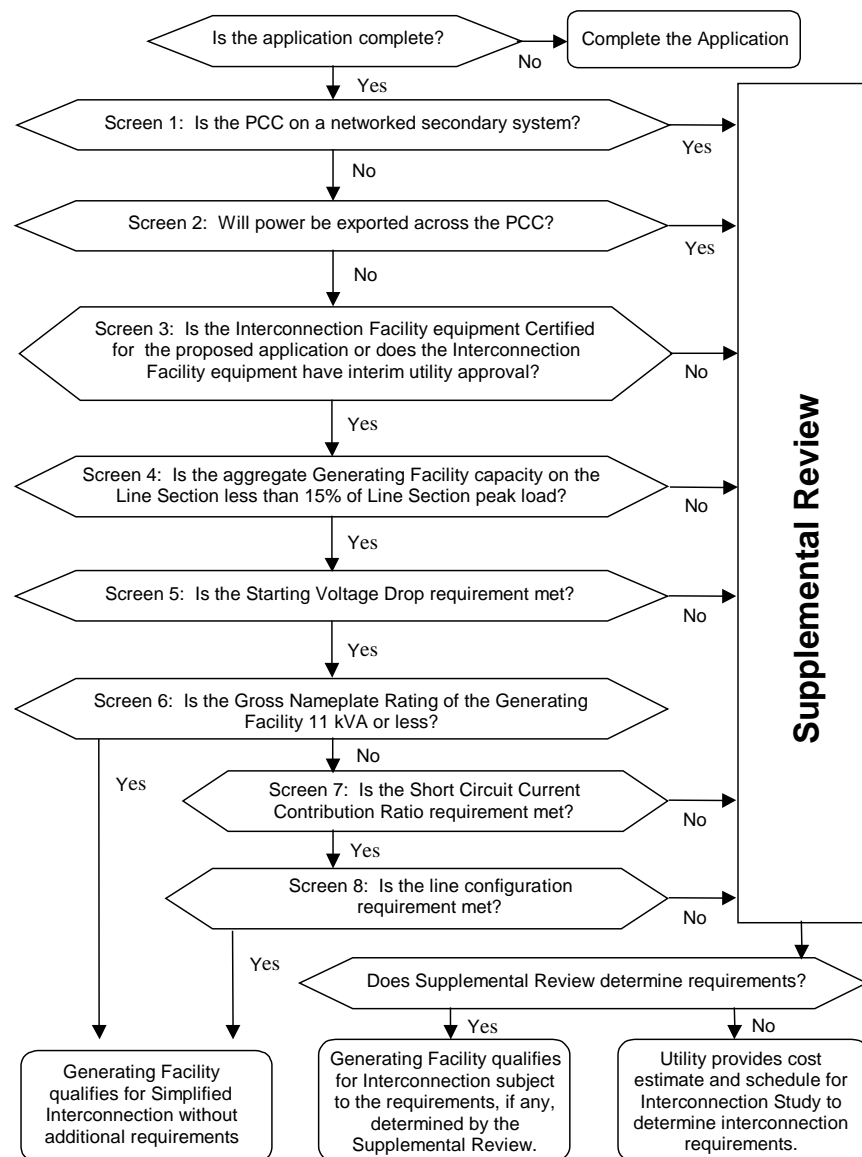 Is the application complete?
Complete the Application
No
Yes
Screen 1: Is the PCC on a networked secondary system?
Yes
No
Screen 2: Will power be exported across the PCC?
Yes
No
Screen 3: Is the Interconnection Facility equipment Certified
for the proposed application or does the Interconnection
Facility equipment have interim utility approval?
No
Yes
Screen 4: Is the aggregate Generating Facility capacity on the
Line Section less than 15% of Line Section peak load?
No
Yes
Screen 5: Is the Starting Voltage Drop requirement met?
No
Yes
Screen 6: Is the Gross Nameplate Rating of the Generating
Facility 11 kVA or less?
No
Yes
Screen 7: Is the Short Circuit Current
Contribution Ratio requirement met?
No
Yes
Screen 8: Is the line configuration
requirement met?
No
Yes
Supplemental Review
Does Supplemental Review determine requirements?
Yes
No
Generating Facility
qualifies for Simplified
Interconnection without
additional requirements
Generating Facility qualifies
for Interconnection subject
to the requirements, if any,
determined by the
Supplemental Review.
Utility provides cost
estimate and schedule for
Interconnection Study to
determine interconnection
requirements.